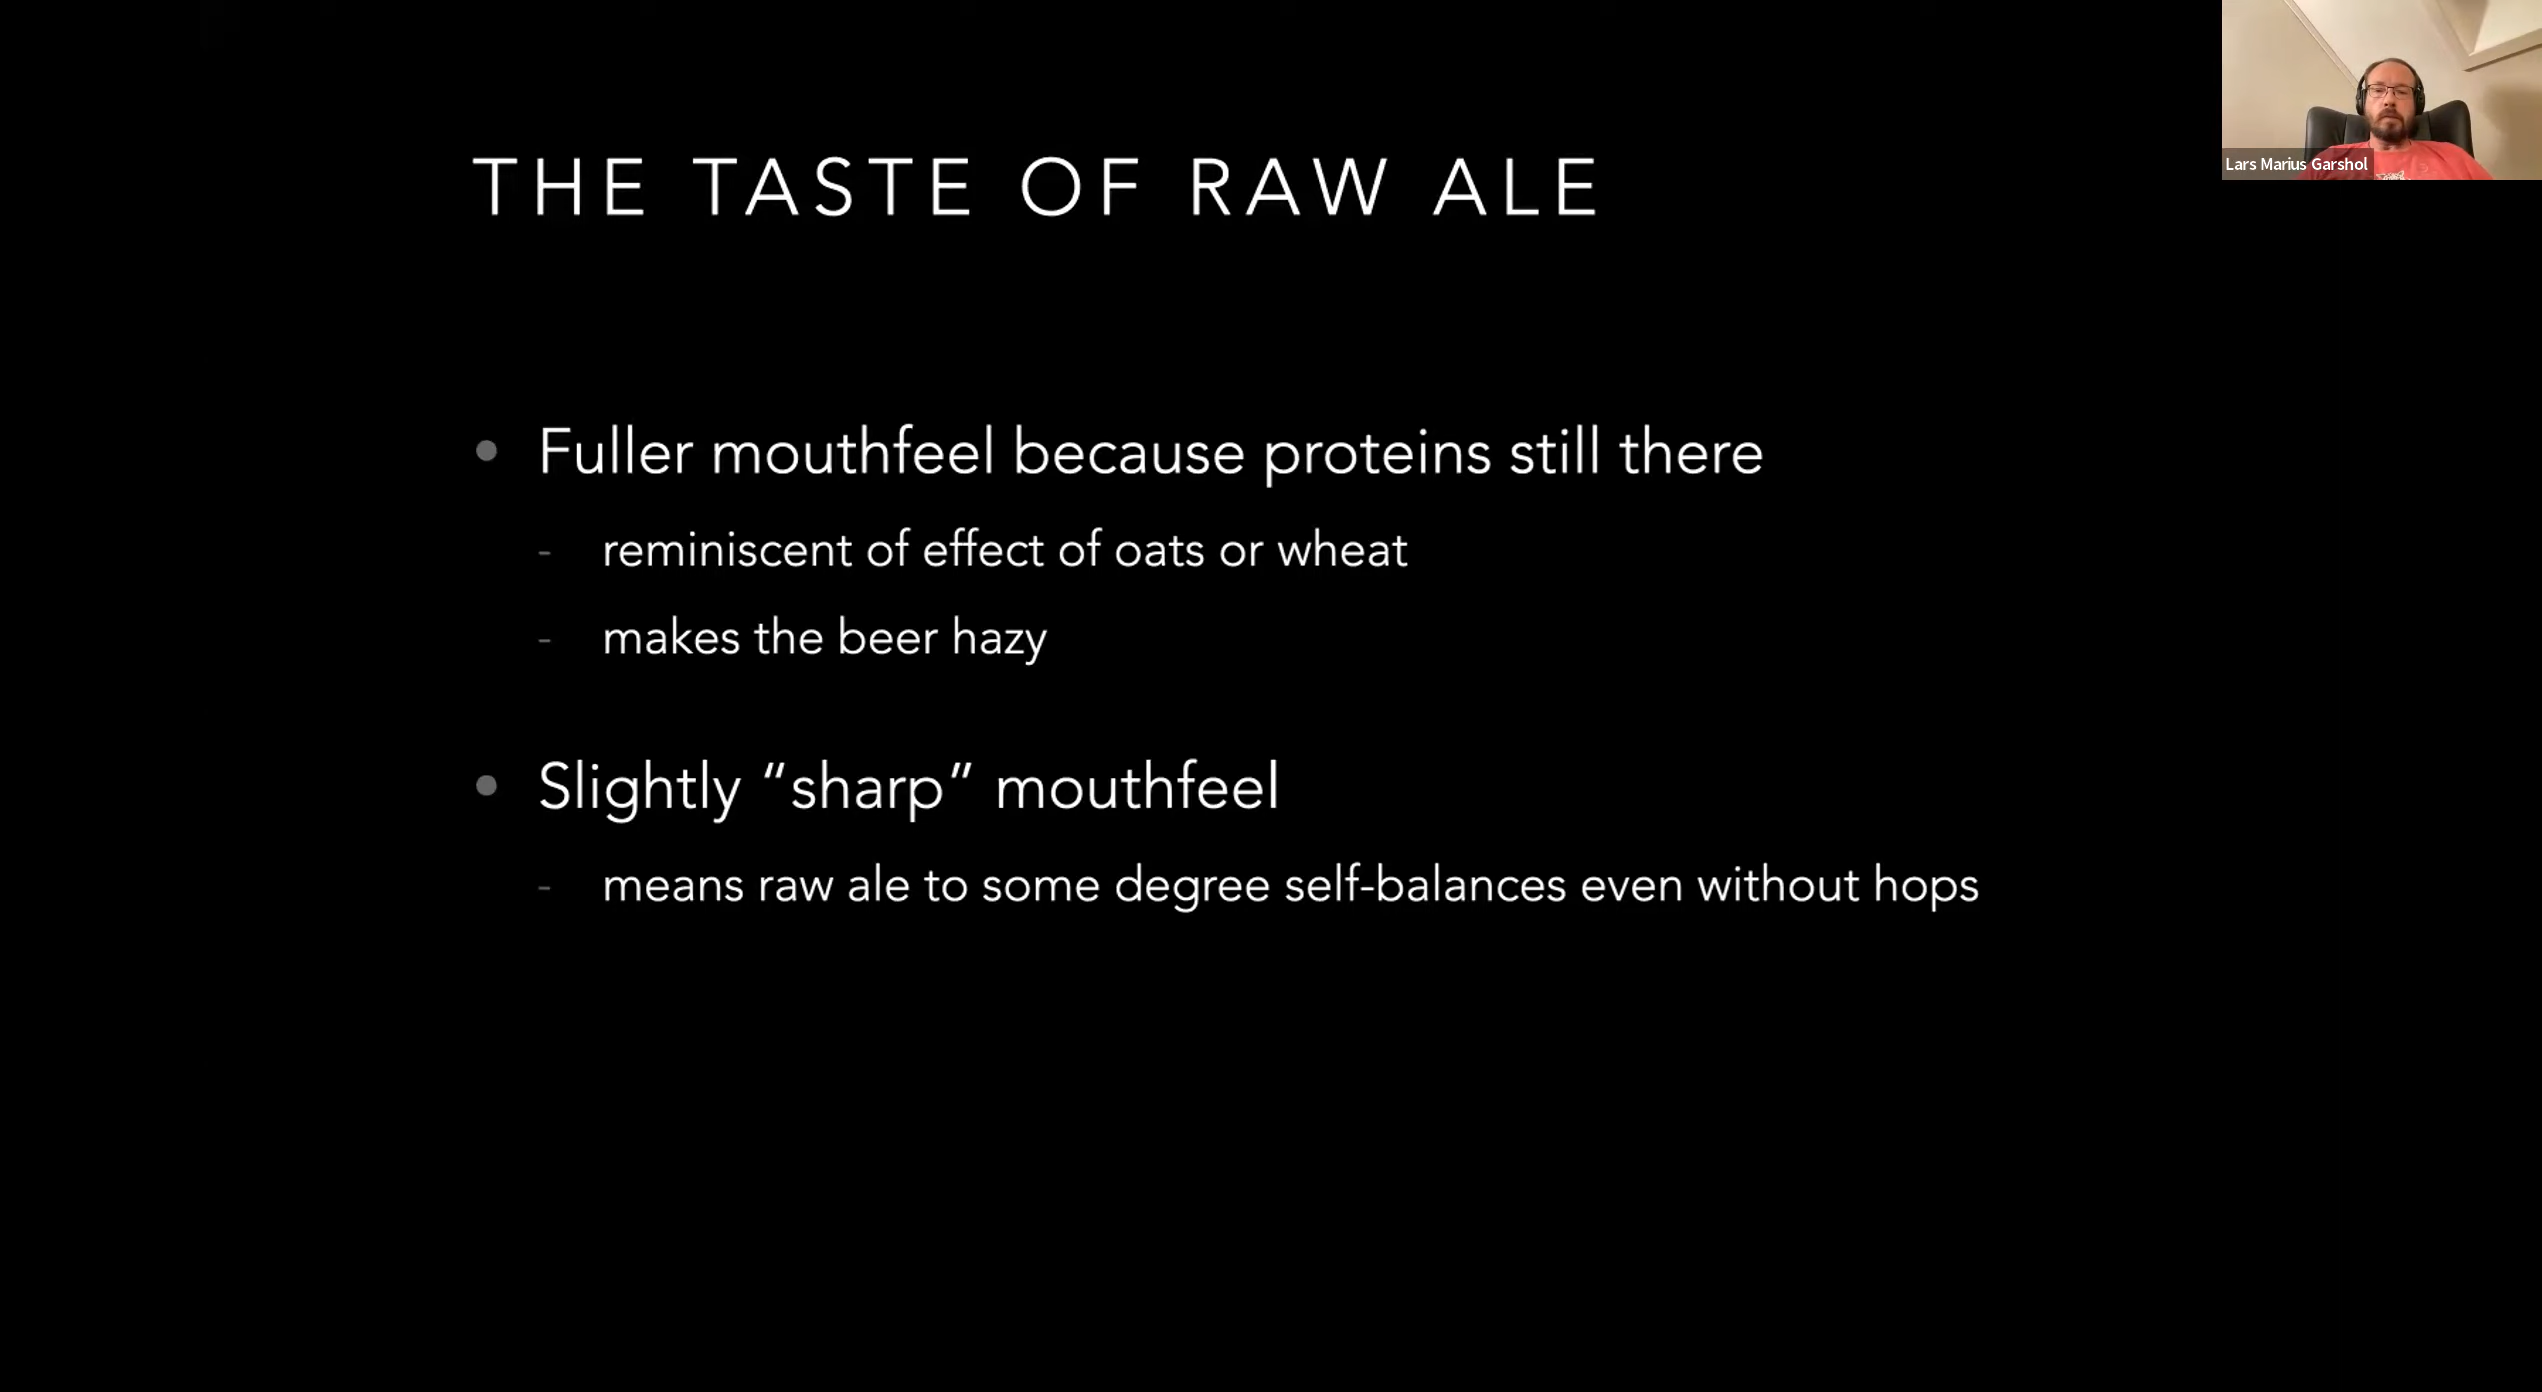 THE TASTE OF RAW ALE
Lars Marius Garshol
• Fuller mouthfeel because proteins still there
- reminiscent of effect of oats or wheat
- makes the beer hazy
• Slightly “sharp” mouthfeel
- means raw ale to some degree self-balances even without hops